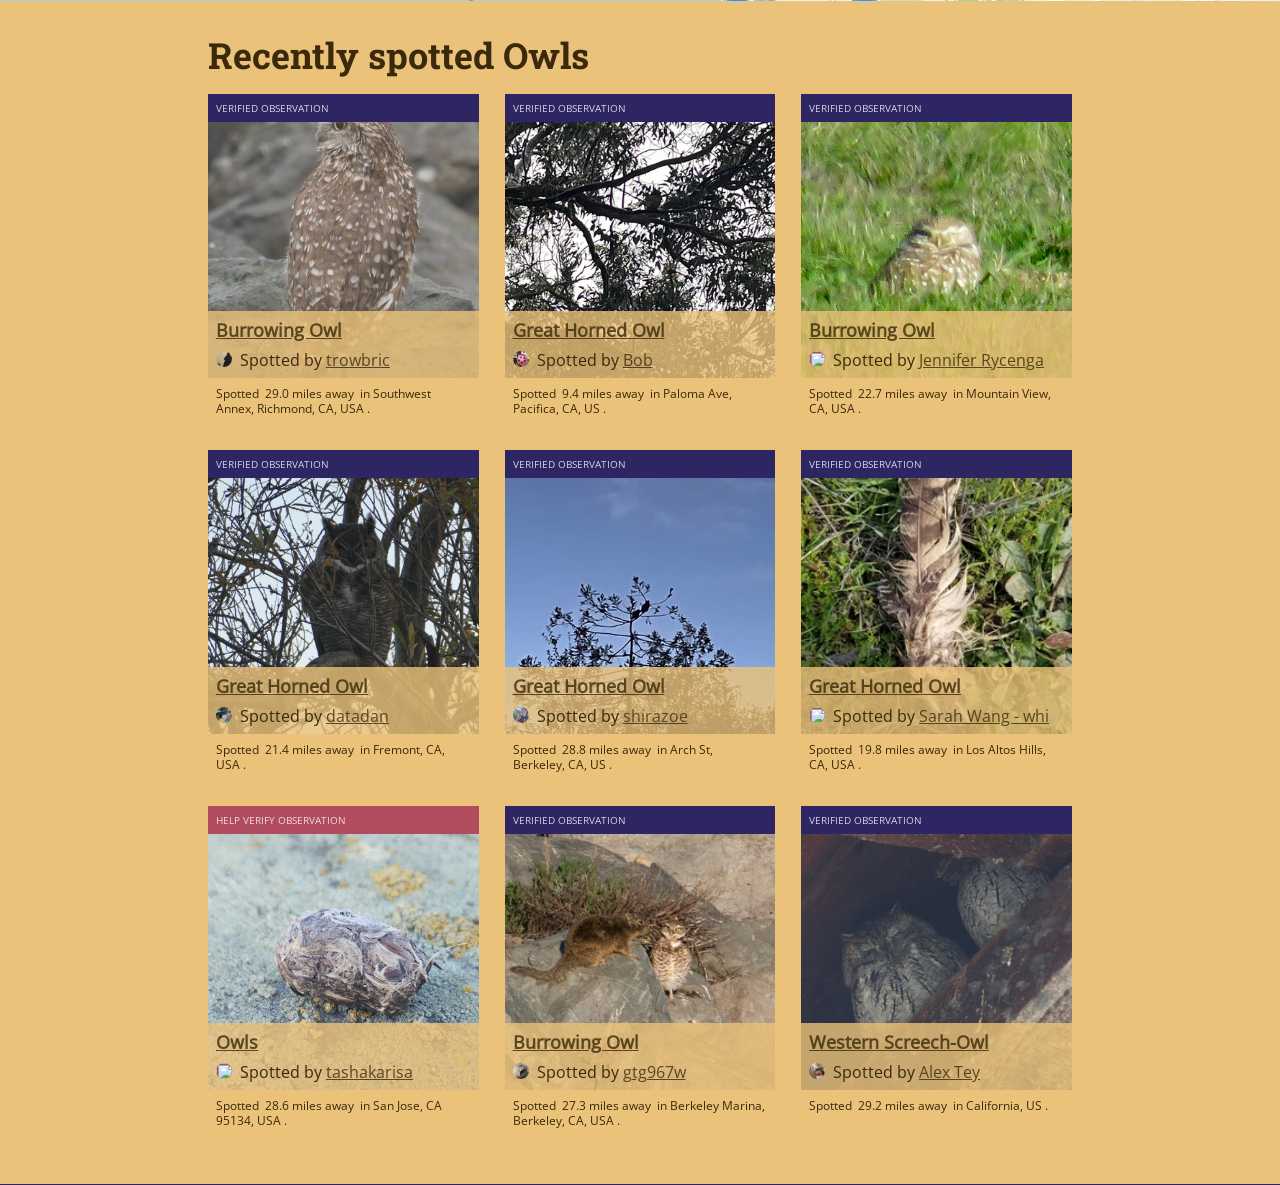 Recently spotted Owls
VERIFIED OBSERVATION
Burrowing Owl
Spotted by trowbric
Spotted 29.0 miles away in Southwest
Annex, Richmond, CA, USA .
VERIFIED OBSERVATION
Great Horned Owl
Spotted by Bob
Spotted 9.4 miles away in Paloma Ave,
Pacifica, CA, US .
VERIFIED OBSERVATION
Burrowing Owl
Spotted by Jennifer Rycenga
Spotted 22.7 miles away in Mountain View,
CA, USA .
VERIFIED OBSERVATION
Great Horned Owl
Spotted by datadan
Spotted 21.4 miles away in Fremont, CA,
USA .
VERIFIED OBSERVATION
Great Horned Owl
Spotted by shirazoe
Spotted 28.8 miles away in Arch St,
Berkeley, CA, US .
VERIFIED OBSERVATION
Great Horned Owl
Spotted by Sarah Wang - whi
Spotted 19.8 miles away in Los Altos Hills,
CA, USA .
HELP VERIFY OBSERVATION
Owls
Spotted by tashakarisa
Spotted 28.6 miles away in San Jose, CA
95134, USA .
VERIFIED OBSERVATION
Burrowing Owl
Spotted by gtg967w
Spotted 27.3 miles away in Berkeley Marina,
Berkeley, CA, USA .
VERIFIED OBSERVATION
Western Screech-Owl
Spotted by Alex Tey
Spotted 29.2 miles away in California, US .